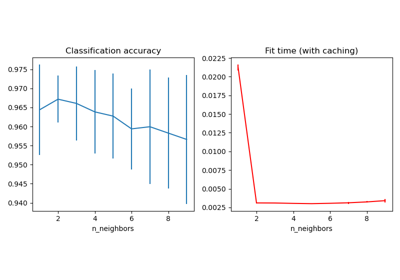 Classification accuracy
0.975
0.970
0.965
0.960
0.955
0.950
0.945
0.940
2 4 6 8
n_neighbors
Fit time (with caching)
0.0225
0.0200
0.0175
0.0150
0.0125
0.0100
0.0075
0.0050
0.0025
2 4 6 8
n_neighbors